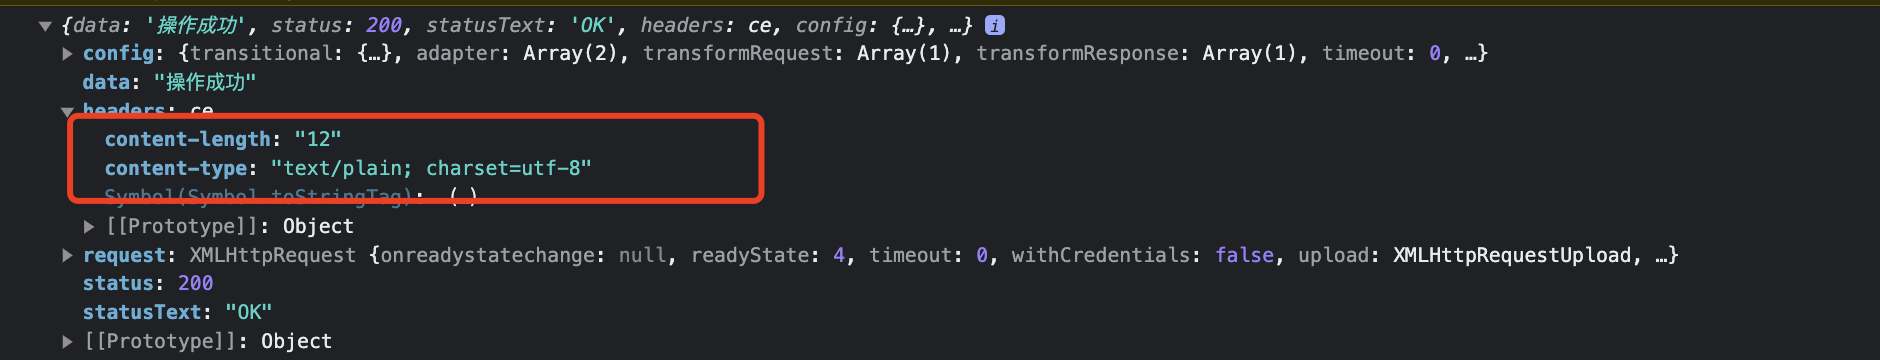 ▼ {data: '操作成功', status: 200, statusText: 'OK', headers: ce, config: {…}, …} i
▶ config: {transitional: {…}, adapter: Array(2), transformRequest: Array(1), transformResponse: Array(1), timeout: 0, …}
data: "操作成功"
▼ headers: ce
content-length: "12"
content-type: "text/plain; charset=utf-8"
Symbol(Symbol.toStringTag): (…)
▶ [[Prototype]]: Object
▶ request: XMLHttpRequest {onreadystatechange: null, readyState: 4, timeout: 0, withCredentials: false, upload: XMLHttpRequestUpload, …}
status: 200
statusText: "OK"
▶ [[Prototype]]: Object